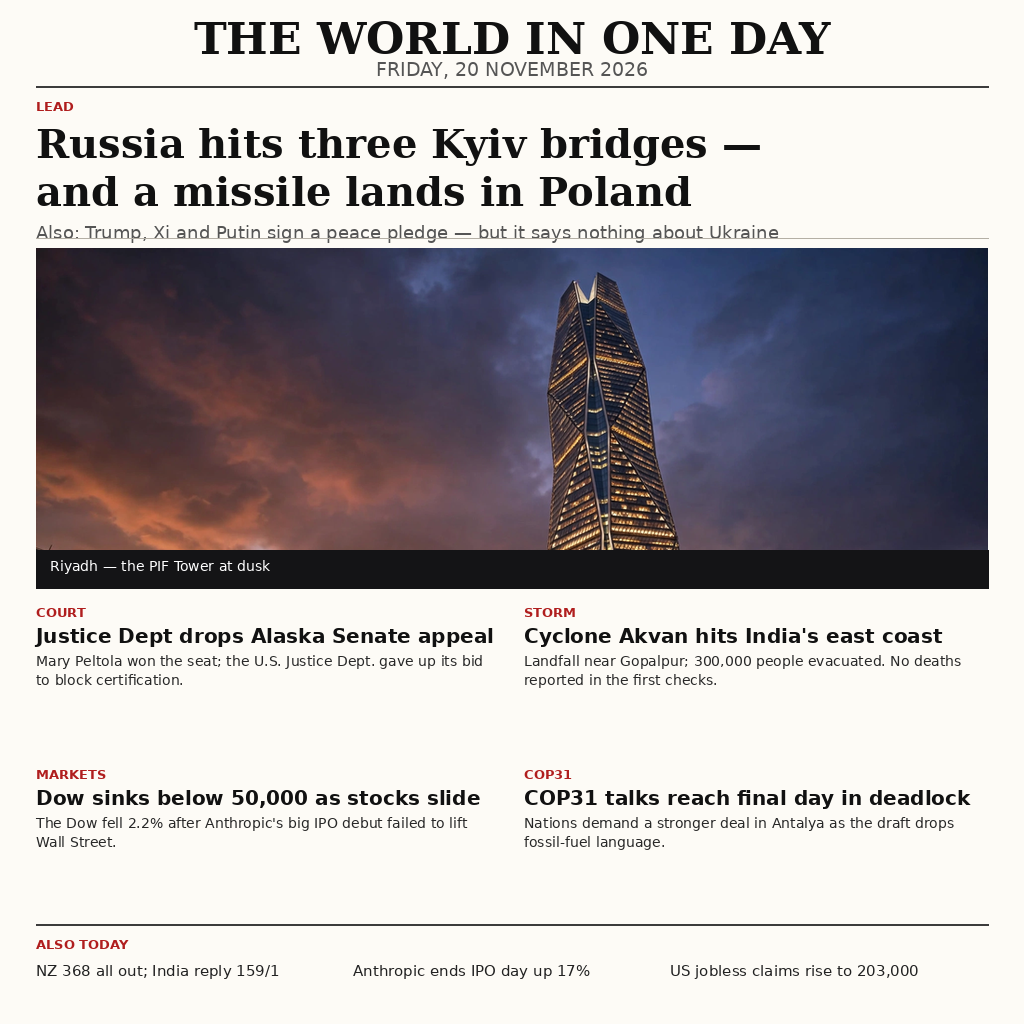 THE WORLD IN ONE DAY
FRIDAY, 20 NOVEMBER 2026
LEAD
Russia hits three Kyiv bridges —
and a missile lands in Poland
Also: Trump, Xi and Putin sign a peace pledge — but it says nothing about Ukraine
Riyadh — the PIF Tower at dusk
COURT
Justice Dept drops Alaska Senate appeal
Mary Peltola won the seat; the U.S. Justice Dept. gave up its bid
to block certification.
STORM
Cyclone Akvan hits India's east coast
Landfall near Gopalpur; 300,000 people evacuated. No deaths
reported in the first checks.
MARKETS
Dow sinks below 50,000 as stocks slide
The Dow fell 2.2% after Anthropic's big IPO debut failed to lift
Wall Street.
COP31
COP31 talks reach final day in deadlock
Nations demand a stronger deal in Antalya as the draft drops
fossil-fuel language.
ALSO TODAY
NZ 368 all out; India reply 159/1
Anthropic ends IPO day up 17%
US jobless claims rise to 203,000